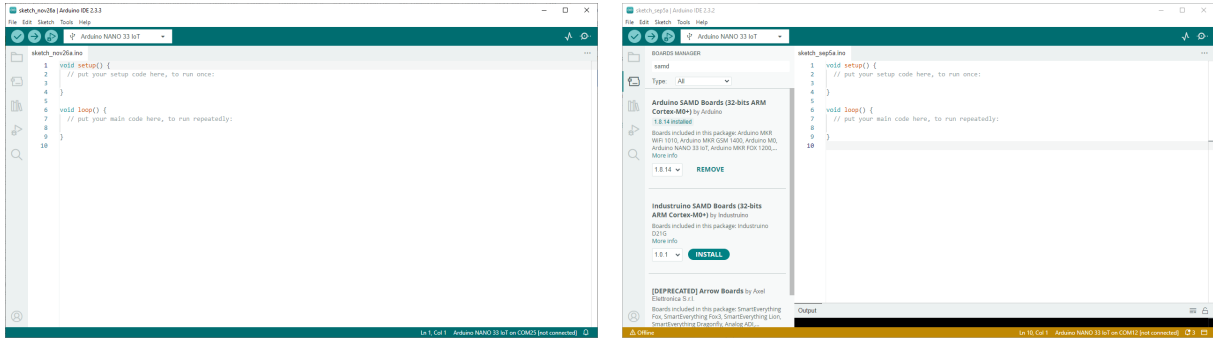 sketch_nov26a | Arduino IDE 2.3.3
File Edit Sketch Tools Help
Arduino NANO 33 IoT
sketch_nov26a.ino
1 void setup() {
2 // put your setup code here, to run once:
3
4 }
5
6 void loop() {
7 // put your main code here, to run repeatedly:
8
9 }
10
Ln 1, Col 1 Arduino NANO 33 IoT on COM25 [not connected]
sketch_sep5a | Arduino IDE 2.3.2
File Edit Sketch Tools Help
Arduino NANO 33 IoT
BOARDS MANAGER
samd
Type: All
Arduino SAMD Boards (32-bits ARM
Cortex-M0+) by Arduino
1.8.14 installed
Boards included in this package: Arduino MKR
WiFi 1010, Arduino MKR GSM 1400, Arduino M0,
Arduino NANO 33 IoT, Arduino MKR FOX 1200,...
More info
1.8.14 REMOVE
Industruino SAMD Boards (32-bits
ARM Cortex-M0+) by Industruino
Boards included in this package: Industruino
D21G
More info
1.8.1 INSTALL
[DEPRECATED] Arrow Boards by Axel
Elettronica S.r.l.
Boards included in this package: SmartEverything
Fox, SmartEverything Fox3, SmartEverything Lion,
SmartEverything Dragonfly, Analog ADI,...
sketch_sep5a.ino
1 void setup() {
2 // put your setup code here, to run once:
3
4 }
5
6 void loop() {
7 // put your main code here, to run repeatedly:
8
9 }
10
Output
Offline
Ln 10, Col 1 Arduino NANO 33 IoT on COM12 [not connected] 3